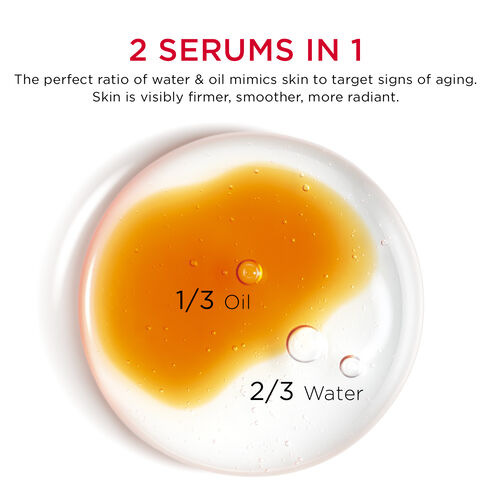 2 SERUMS IN 1
The perfect ratio of water & oil mimics skin to target signs of aging.
Skin is visibly firmer, smoother, more radiant.
1/3 Oil
2/3 Water